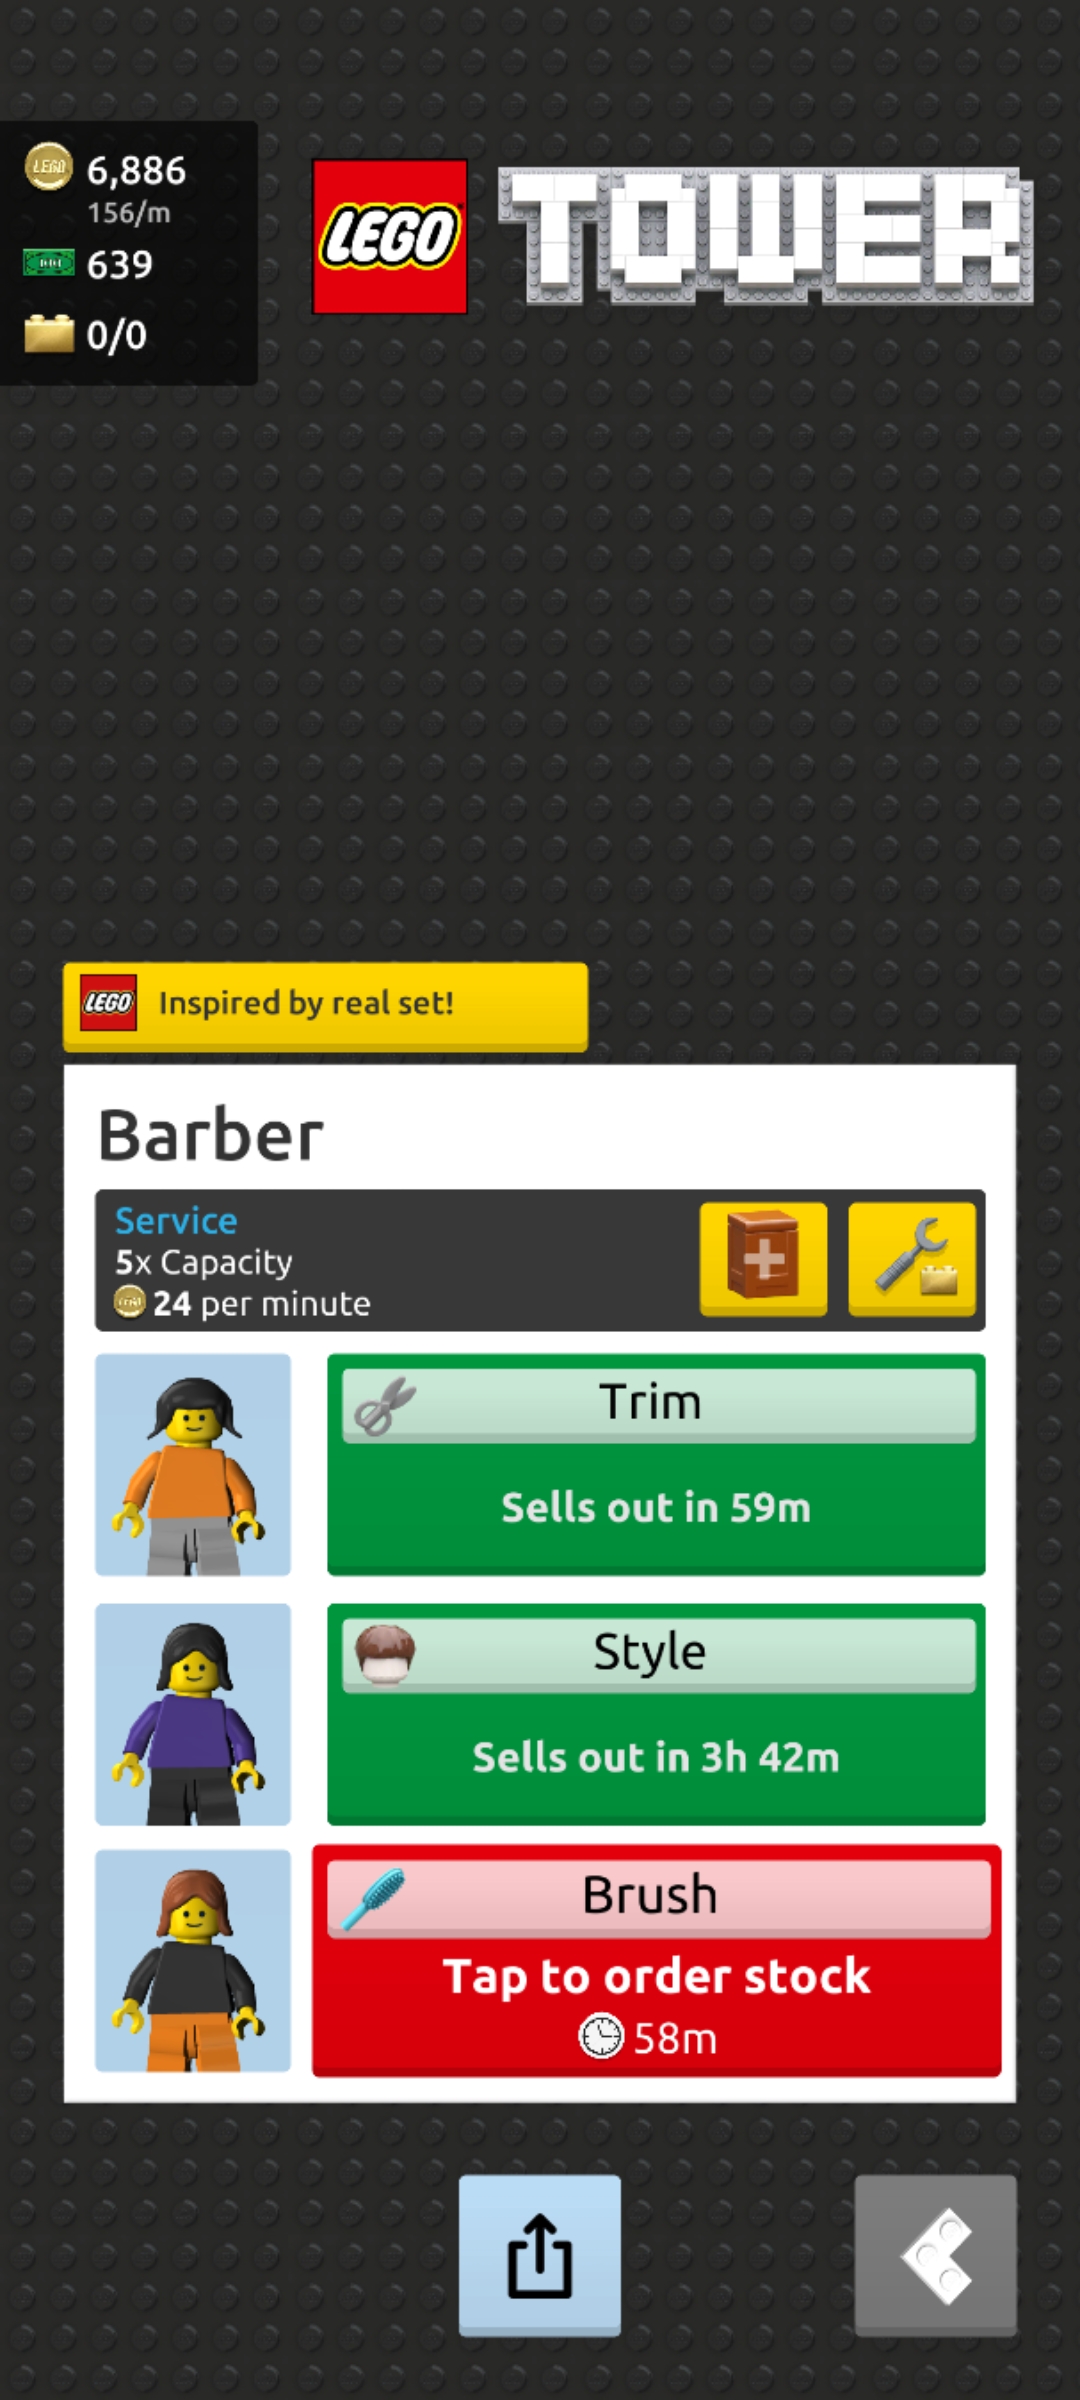 6,886
156/m
639
0/0
LEGO
TOWER
LEGO Inspired by real set!
Barber
Service
5x Capacity
24 per minute
Trim
Sells out in 59m
Style
Sells out in 3h 42m
Brush
Tap to order stock
58m